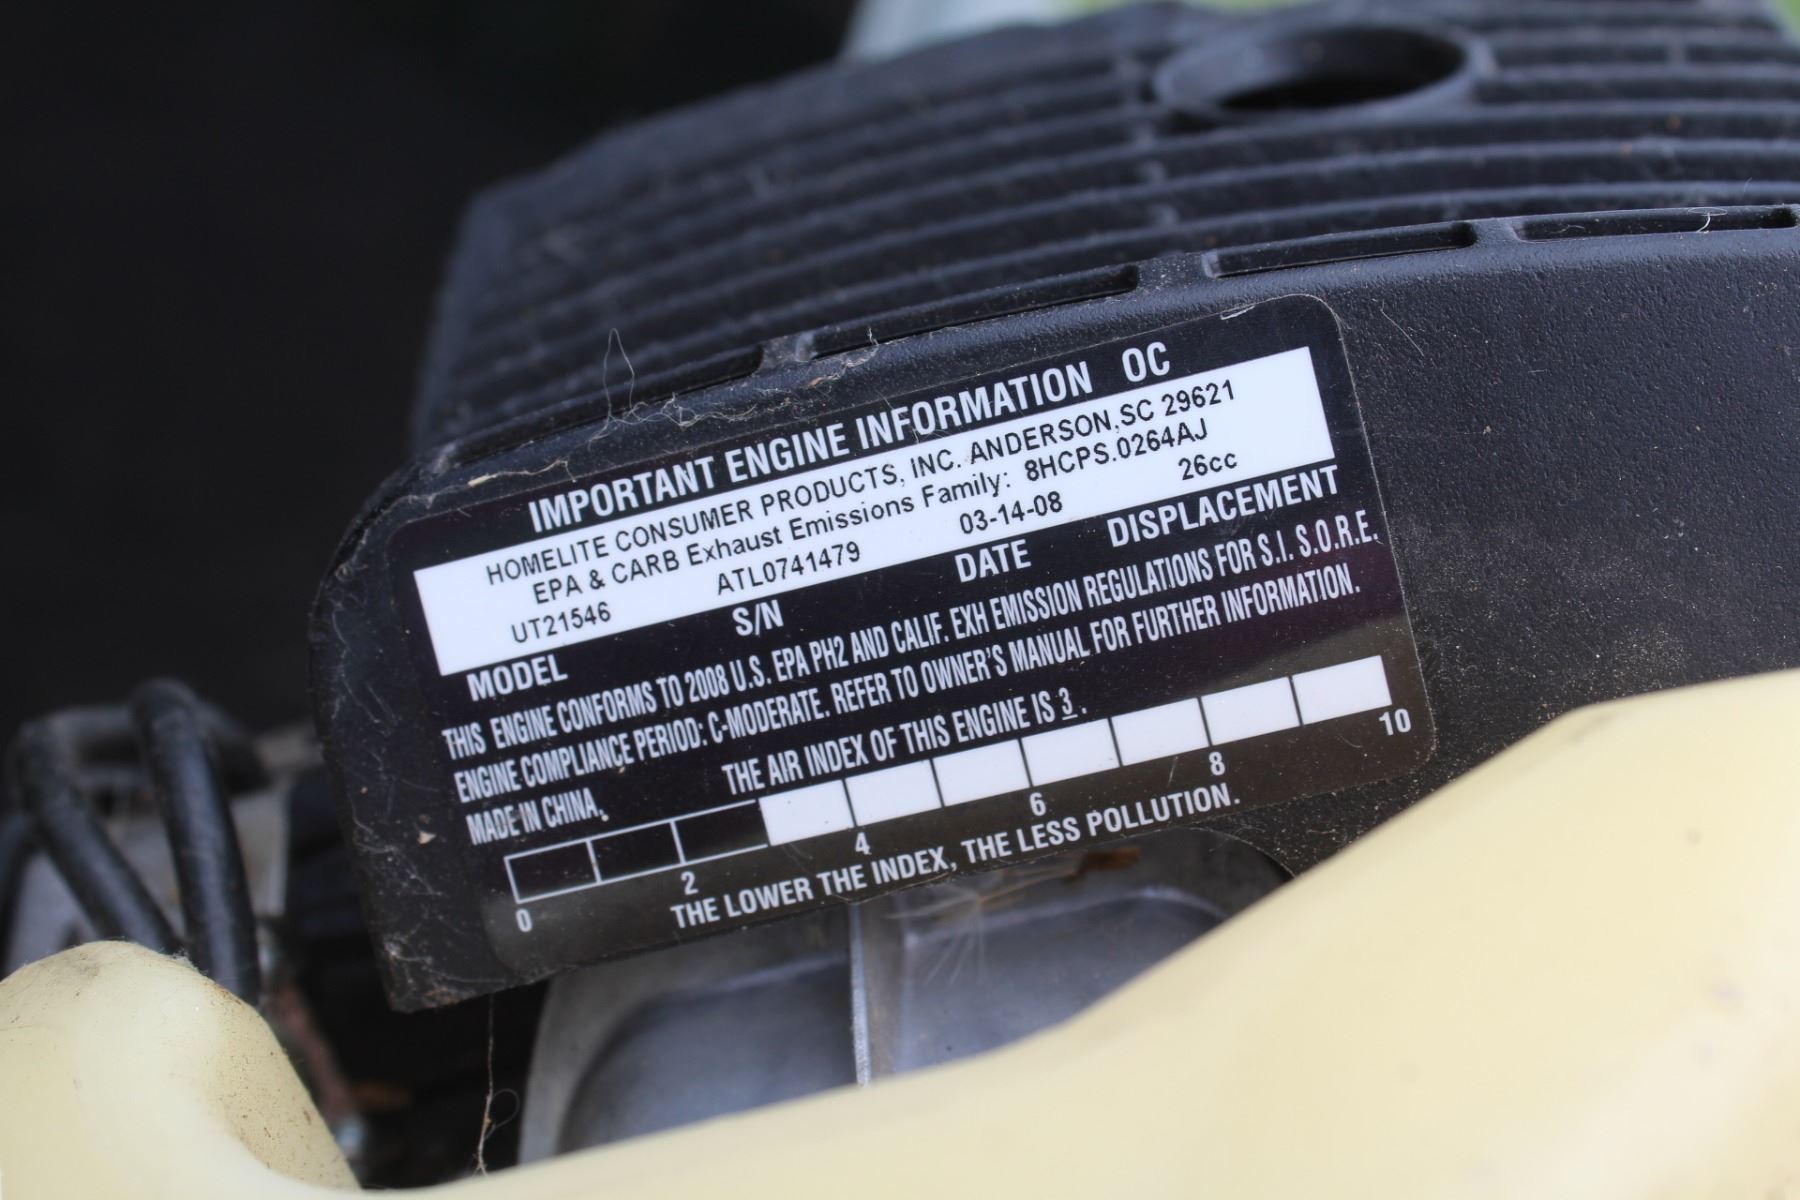 IMPORTANT ENGINE INFORMATION OC
HOMELITE CONSUMER PRODUCTS, INC. ANDERSON,SC 29621
EPA & CARB Exhaust Emissions Family: 8HCPS.0264AJ
UT21546 ATL0741479 03-14-08 26cc
MODEL S/N DATE DISPLACEMENT
THIS ENGINE CONFORMS TO 2008 U.S. EPA PH2 AND CALIF. EXH EMISSION REGULATIONS FOR S.I. S.O.R.E.
ENGINE COMPLIANCE PERIOD: C-MODERATE. REFER TO OWNER'S MANUAL FOR FURTHER INFORMATION.
MADE IN CHINA. THE AIR INDEX OF THIS ENGINE IS 3.
0 2 4 6 8 10
THE LOWER THE INDEX, THE LESS POLLUTION.